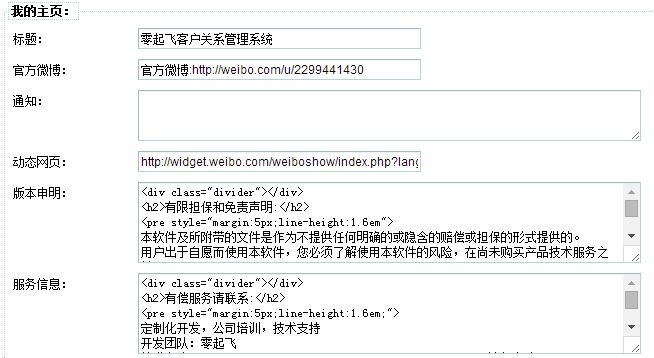 我的主页：
标题：
零起飞客户关系管理系统
官方微博：
官方微博:http://weibo.com/u/2299441430
通知：
动态网页：
http://widget.weibo.com/weiboshow/index.php?lang
版本申明：
<div class="divider"></div>
<h2>有限担保和免责声明:</h2>
<pre style="margin:5px;line-height:1.6em">
本软件及所附带的文件是作为不提供任何明确的或隐含的赔偿或担保的形式提供的。
用户出于自愿而使用本软件，您必须了解使用本软件的风险，在尚未购买产品技术服务之
服务信息：
<div class="divider"></div>
<h2>有偿服务请联系:</h2>
<pre style="margin:5px;line-height:1.6em;">
定制化开发，公司培训，技术支持
开发团队：零起飞